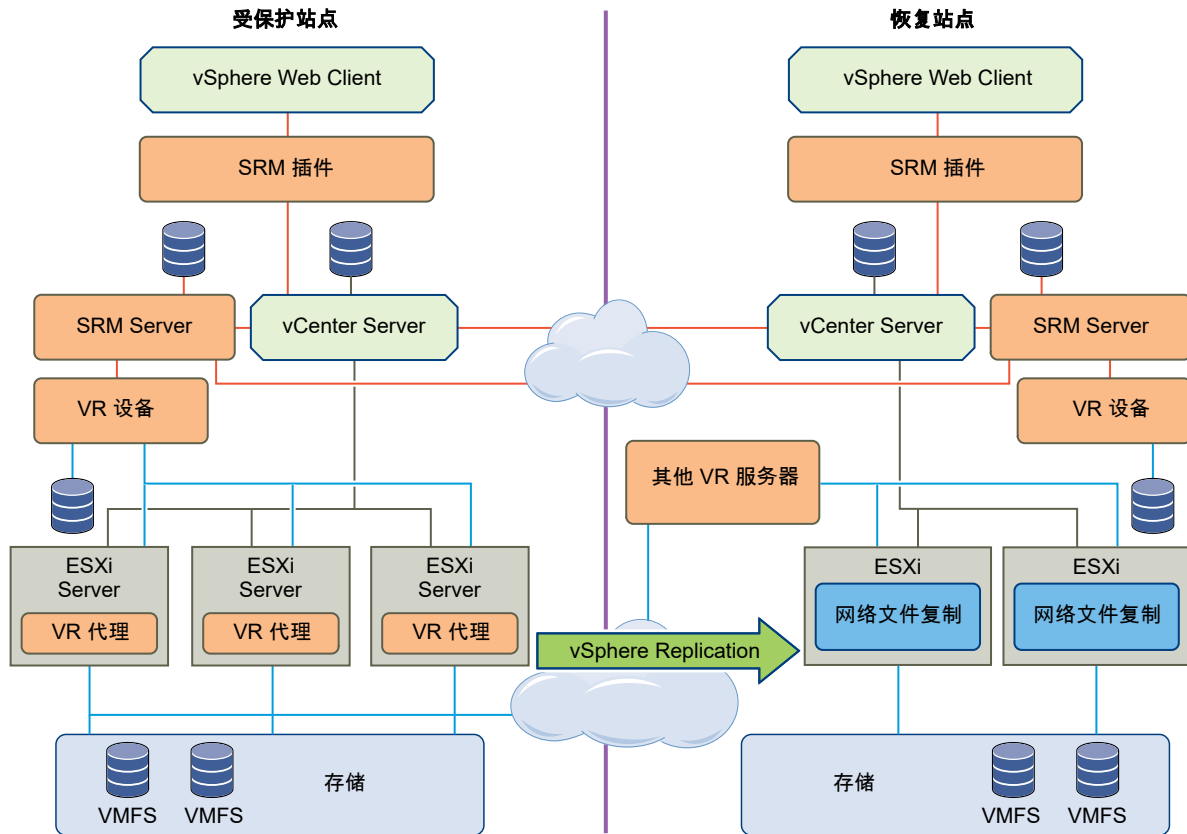 受保护站点
恢复站点
vSphere Web Client
vSphere Web Client
SRM 插件
SRM 插件
SRM Server
vCenter Server
vCenter Server
SRM Server
VR 设备
VR 设备
其他 VR 服务器
ESXi
Server
VR 代理
ESXi
Server
VR 代理
ESXi
Server
VR 代理
vSphere Replication
ESXi
网络文件复制
ESXi
网络文件复制
存储
VMFS
VMFS
存储
VMFS
VMFS